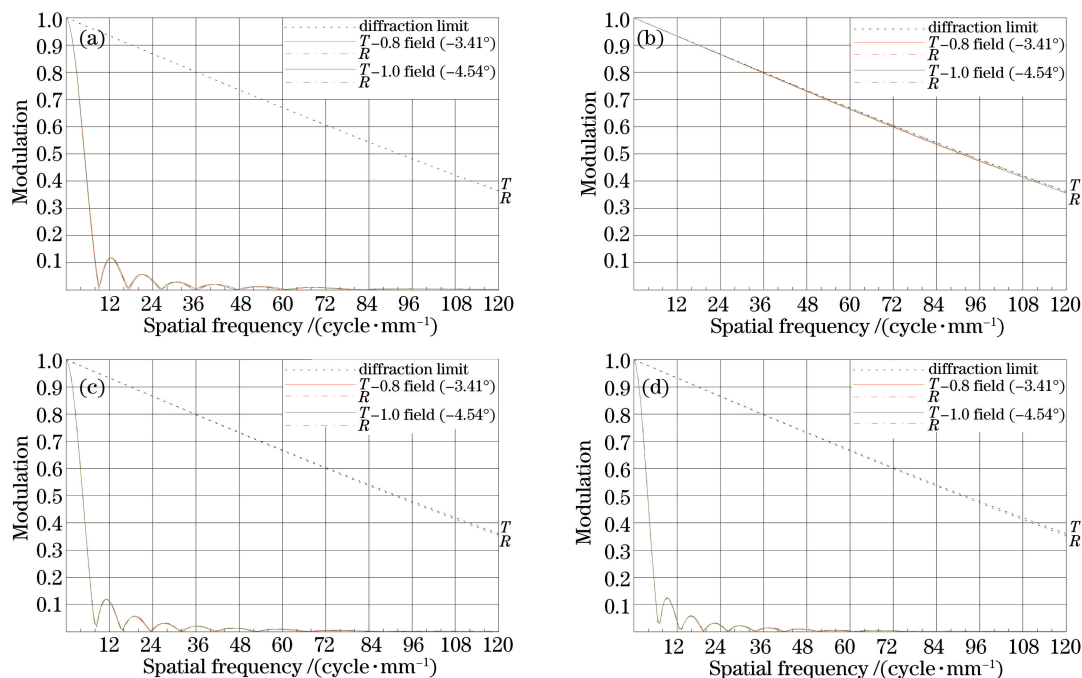 (a)
diffraction limit
T-0.8 field (-3.41°)
R
T-1.0 field (-4.54°)
R
Modulation
1.0
0.9
0.8
0.7
0.6
0.5
0.4
0.3
0.2
0.1
T
R
12 24 36 48 60 72 84 96 108 120
Spatial frequency /(cycle·mm⁻¹)
(b)
diffraction limit
T-0.8 field (-3.41°)
R
T-1.0 field (-4.54°)
R
Modulation
1.0
0.9
0.8
0.7
0.6
0.5
0.4
0.3
0.2
0.1
T
R
12 24 36 48 60 72 84 96 108 120
Spatial frequency /(cycle·mm⁻¹)
(c)
diffraction limit
T-0.8 field (-3.41°)
R
T-1.0 field (-4.54°)
R
Modulation
1.0
0.9
0.8
0.7
0.6
0.5
0.4
0.3
0.2
0.1
T
R
12 24 36 48 60 72 84 96 108 120
Spatial frequency /(cycle·mm⁻¹)
(d)
diffraction limit
T-0.8 field (-3.41°)
R
T-1.0 field (-4.54°)
R
Modulation
1.0
0.9
0.8
0.7
0.6
0.5
0.4
0.3
0.2
0.1
T
R
12 24 36 48 60 72 84 96 108 120
Spatial frequency /(cycle·mm⁻¹)